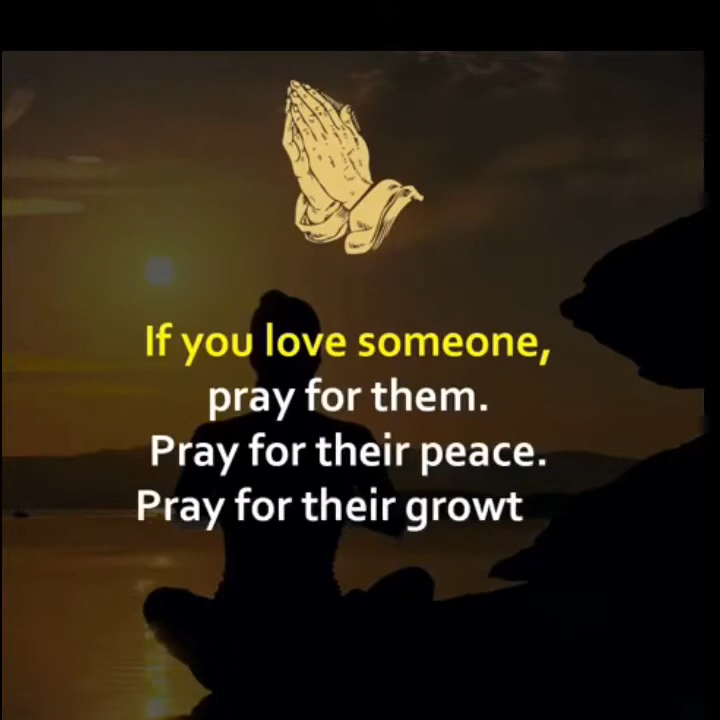 If you love someone,
pray for them.
Pray for their peace.
Pray for their growt